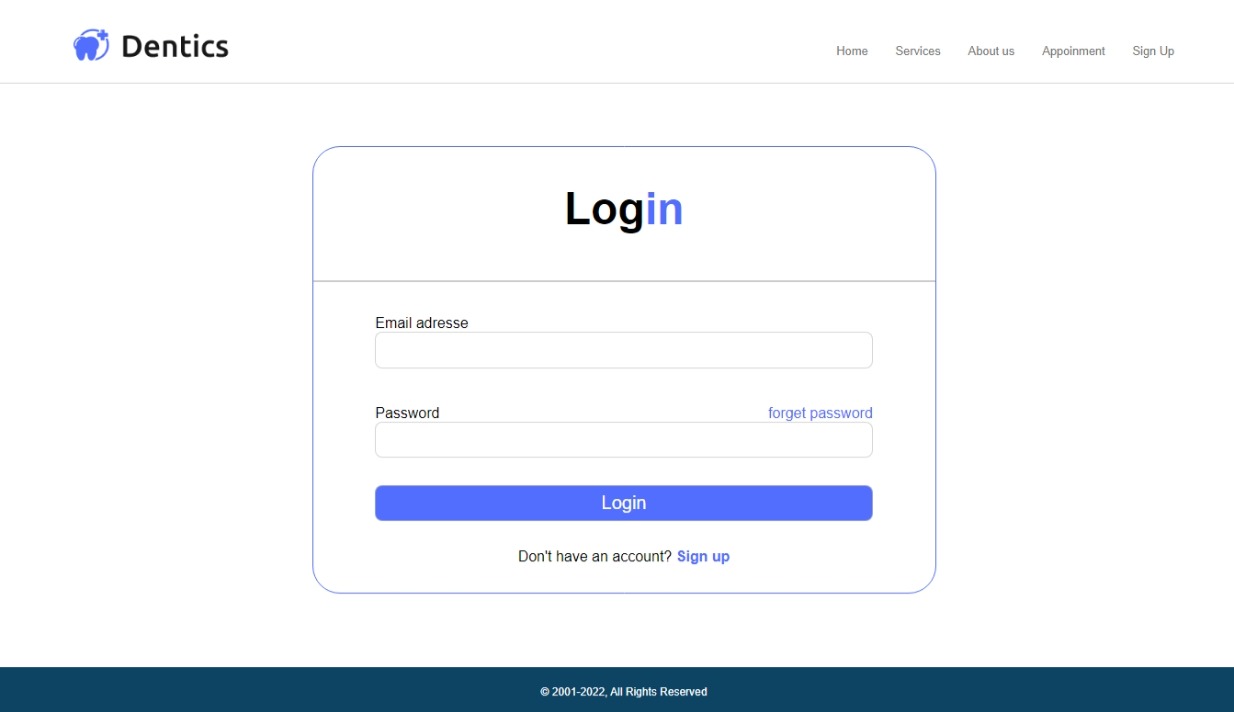 Dentics
Home Services About us Appoinment Sign Up
Login
Email adresse
Password forget password
Login
Don't have an account? Sign up
© 2001-2022, All Rights Reserved